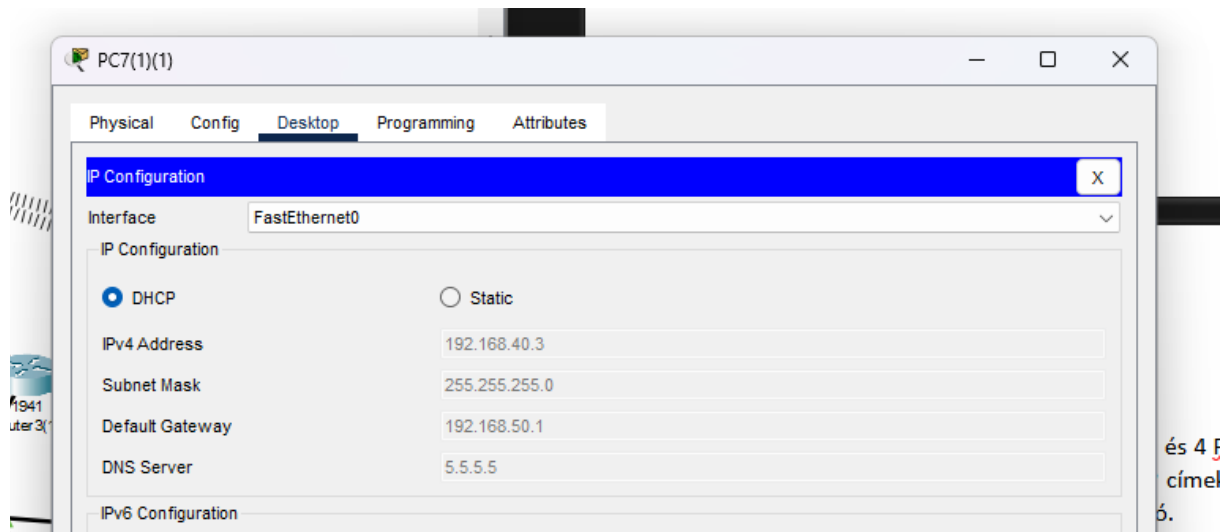 PC7(1)(1)
Physical Config Desktop Programming Attributes
IP Configuration X
Interface FastEthernet0
IP Configuration
DHCP Static
IPv4 Address 192.168.40.3
Subnet Mask 255.255.255.0
Default Gateway 192.168.50.1
DNS Server 5.5.5.5
IPv6 Configuration
1941
uter3(
és 4
címek
ó.